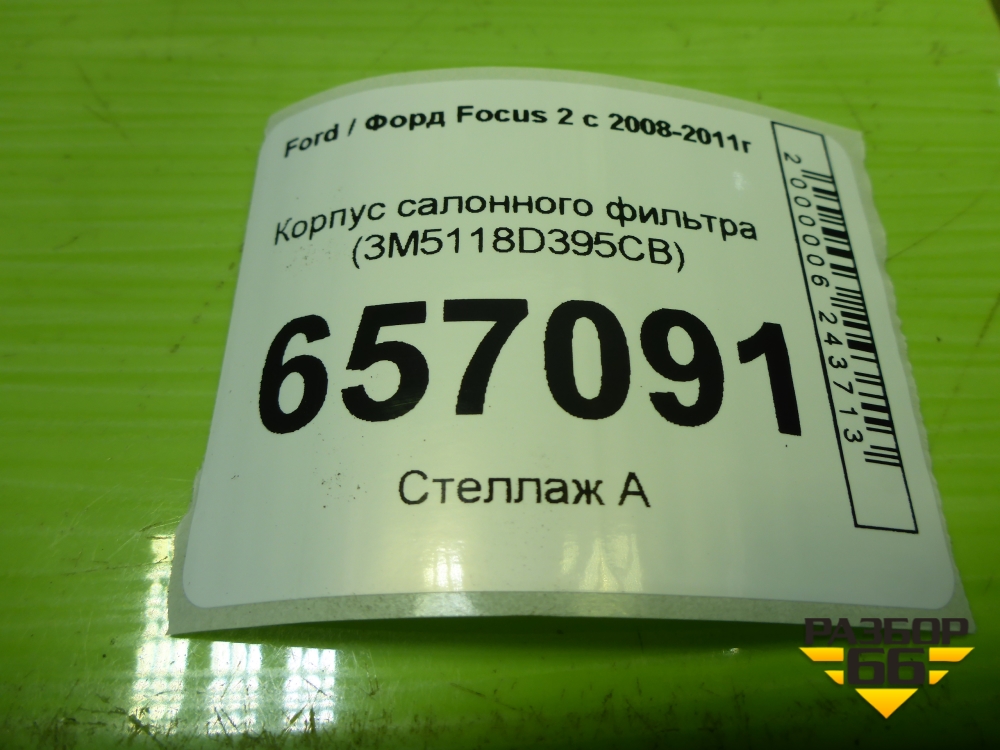 Ford / Форд Focus 2 с 2008-2011г
Корпус салонного фильтра
(3M5118D395CB)
657091
Стеллаж А
2000006243713
РАЗБОР
66